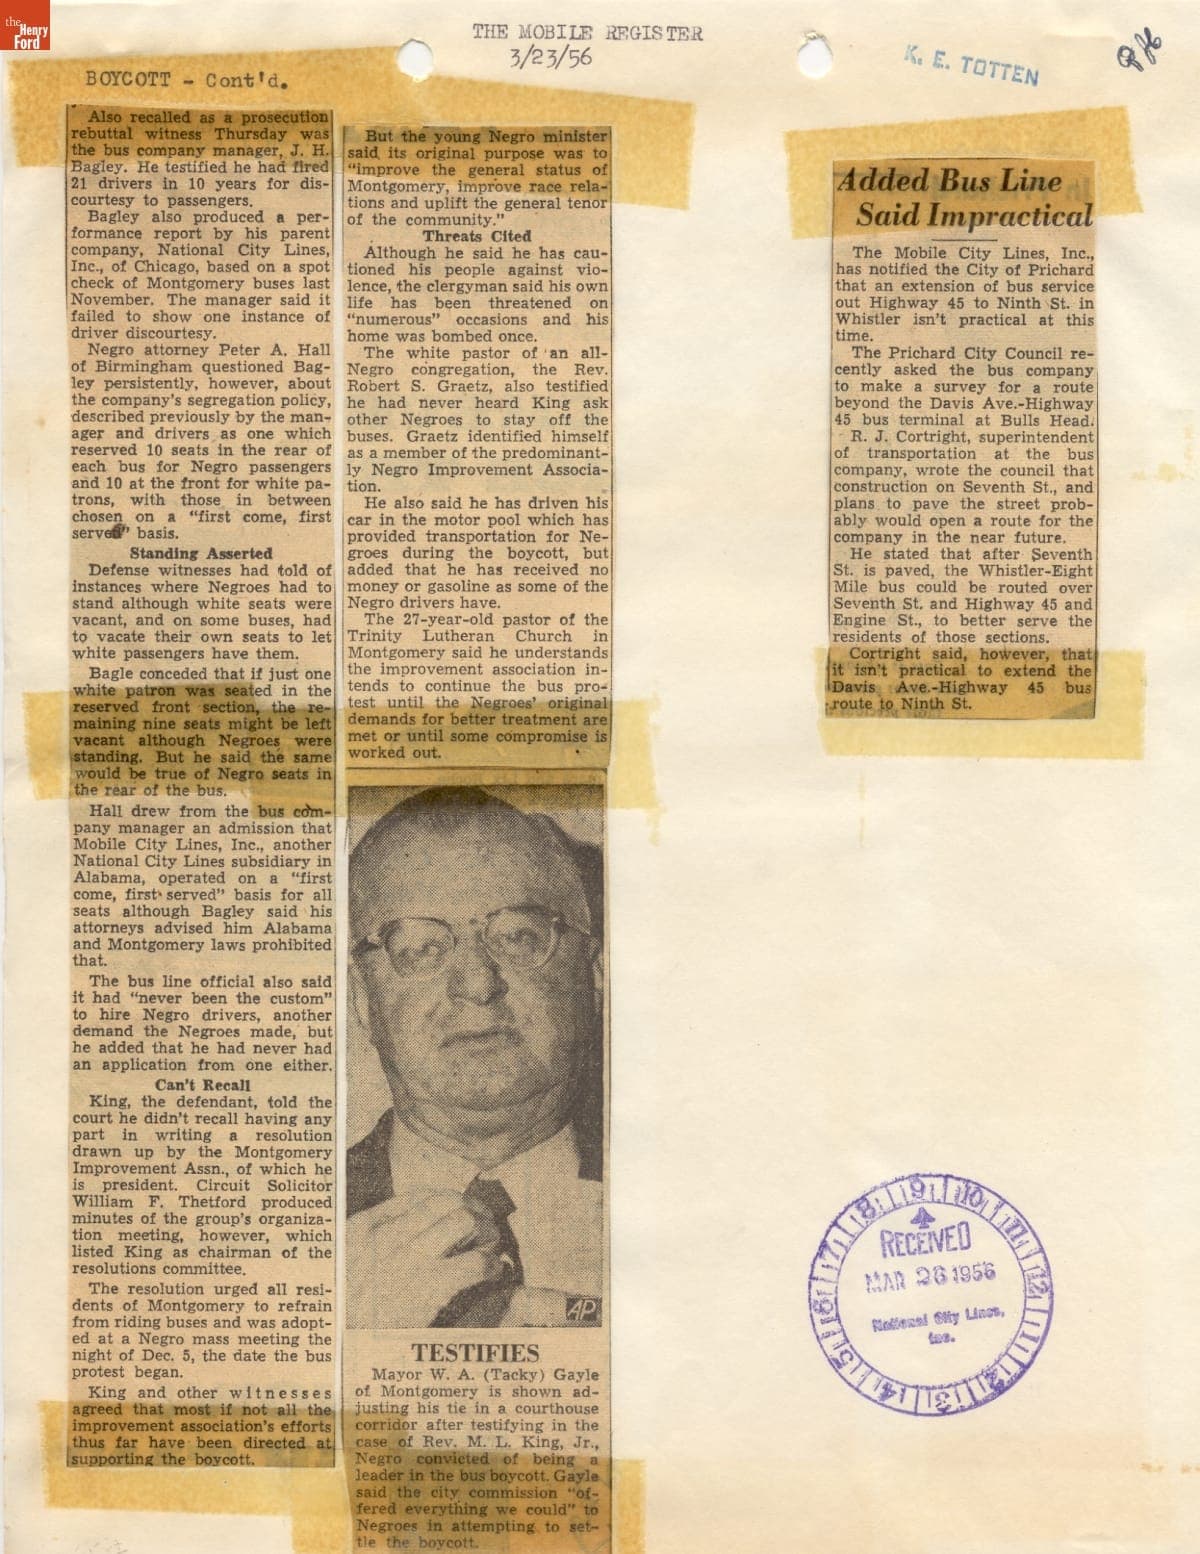 the
Henry
Ford
THE MOBILE REGISTER
3/23/56
K. E. TOTTEN
BOYCOTT - Cont'd.
Also recalled as a prosecution
rebuttal witness Thursday was
the bus company manager, J. H.
Bagley. He testified he had fired
21 drivers in 10 years for dis-
courtesy to passengers.
Bagley also produced a per-
formance report by his parent
company, National City Lines,
Inc., of Chicago, based on a spot
check of Montgomery buses last
November. The manager said it
failed to show one instance of
driver discourtesy.
Negro attorney Peter A. Hall
of Birmingham questioned Bag-
ley persistently, however, about
the company's segregation policy,
described previously by the man-
ager and drivers as one which
reserved 10 seats in the rear of
each bus for Negro passengers
and 10 at the front for white pa-
trons, with those in between
chosen on a "first come, first
served" basis.
Standing Asserted
Defense witnesses had told of
instances where Negroes had to
stand although white seats were
vacant, and on some buses, had
to vacate their own seats to let
white passengers have them.
Bagle conceded that if just one
white patron was seated in the
reserved front section, the re-
maining nine seats might be left
vacant although Negroes were
standing. But he said the same
would be true of Negro seats in
the rear of the bus.
Hall drew from the bus com-
pany manager an admission that
Mobile City Lines, Inc., another
National City Lines subsidiary in
Alabama, operated on a "first
come, first served" basis for all
seats although Bagley said his
attorneys advised him Alabama
and Montgomery laws prohibited
that.
The bus line official also said
it had "never been the custom"
to hire Negro drivers, another
demand the Negroes made, but
he added that he had never had
an application from one either.
Can't Recall
King, the defendant, told the
court he didn't recall having any
part in writing a resolution
drawn up by the Montgomery
Improvement Assn., of which he
is president. Circuit Solicitor
William F. Thetford produced
minutes of the group's organiza-
tion meeting, however, which
listed King as chairman of the
resolutions committee.
The resolution urged all resi-
dents of Montgomery to refrain
from riding buses and was adopt-
ed at a Negro mass meeting the
night of Dec. 5, the date the bus
protest began.
King and other witnesses
agreed that most if not all the
improvement association's efforts
thus far have been directed at
supporting the boycott.
But the young Negro minister
said its original purpose was to
"improve the general status of
Montgomery, improve race rela-
tions and uplift the general tenor
of the community."
Threats Cited
Although he said he has cau-
tioned his people against vio-
lence, the clergyman said his own
life has been threatened on
"numerous" occasions and his
home was bombed once.
The white pastor of an all-
Negro congregation, the Rev.
Robert S. Graetz, also testified
he had never heard King ask
other Negroes to stay off the
buses. Graetz identified himself
as a member of the predominant-
ly Negro Improvement Associa-
tion.
He also said he has driven his
car in the motor pool which has
provided transportation for Ne-
groes during the boycott, but
added that he has received no
money or gasoline as some of the
Negro drivers have.
The 27-year-old pastor of the
Trinity Lutheran Church in
Montgomery said he understands
the improvement association in-
tends to continue the bus pro-
test until the Negroes' original
demands for better treatment are
met or until some compromise is
worked out.
AP
TESTIFIES
Mayor W. A. (Tacky) Gayle
of Montgomery is shown ad-
justing his tie in a courthouse
corridor after testifying in the
case of Rev. M. L. King, Jr.,
Negro convicted of being a
leader in the bus boycott. Gayle
said the city commission "of-
fered everything we could" to
Negroes in attempting to set-
tle the boycott.
Added Bus Line
Said Impractical
The Mobile City Lines, Inc.,
has notified the City of Prichard
that an extension of bus service
out Highway 45 to Ninth St. in
Whistler isn't practical at this
time.
The Prichard City Council re-
cently asked the bus company
to make a survey for a route
beyond the Davis Ave.-Highway
45 bus terminal at Bulls Head.
R. J. Cortright, superintendent
of transportation at the bus
company, wrote the council that
construction on Seventh St., and
plans to pave the street prob-
ably would open a route for the
company in the near future.
He stated that after Seventh
St. is paved, the Whistler-Eight
Mile bus could be routed over
Seventh St. and Highway 45 and
Engine St., to better serve the
residents of those sections.
Cortright said, however, that
it isn't practical to extend the
Davis Ave.-Highway 45 bus
route to Ninth St.
1 2 3 4 5 6 7 8 9 10 11 12
RECEIVED
MAR 26 1956
National City Lines,
Inc.